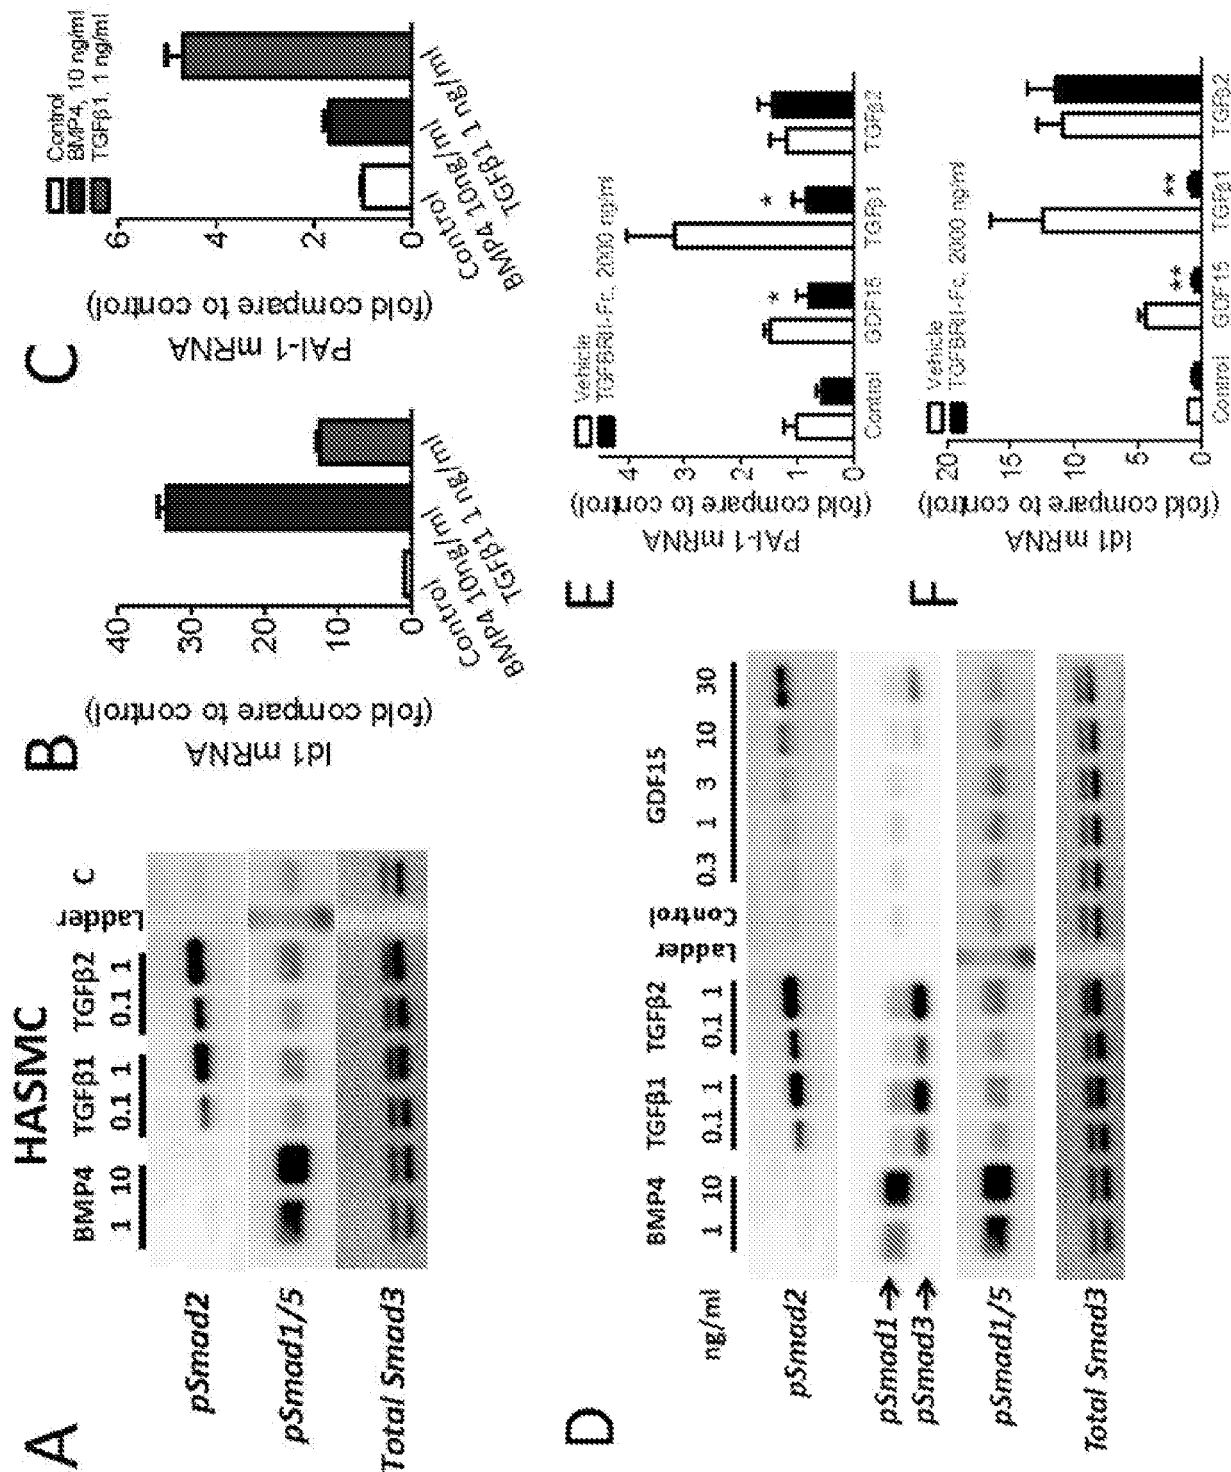 HASMC
A
BMP4 TGFβ1 TGFβ2
1 10 0.1 1 0.1 1 Ladder C
pSmad2
pSmad1/5
Total Smad3
B
Id1 mRNA
(fold compare to control)
40
30
20
10
0
Control
BMP4 10ng/ml
TGFβ1 1 ng/ml
C
PAI-1 mRNA
(fold compare to control)
6
4
2
0
Control
BMP4, 10 ng/ml
TGFβ1, 1 ng/ml
Control
BMP4 10ng/ml
TGFβ1 1 ng/ml
D
BMP4 TGFβ1 TGFβ2 Ladder Control GDF15
ng/ml 1 10 0.1 1 0.1 1 0.3 1 3 10 30
pSmad2
pSmad1→
pSmad3→
pSmad1/5
Total Smad3
E
PAI-1 mRNA
(fold compare to control)
Vehicle
TGFBRII-Fc, 2000 ng/ml
4
3
2
1
0
* *
Control GDF15 TGFβ1 TGFβ2
F
Id1 mRNA
(fold compare to control)
Vehicle
TGFBRII-Fc, 2000 ng/ml
20
15
10
5
0
** **
Control GDF15 TGFβ1 TGFβ2